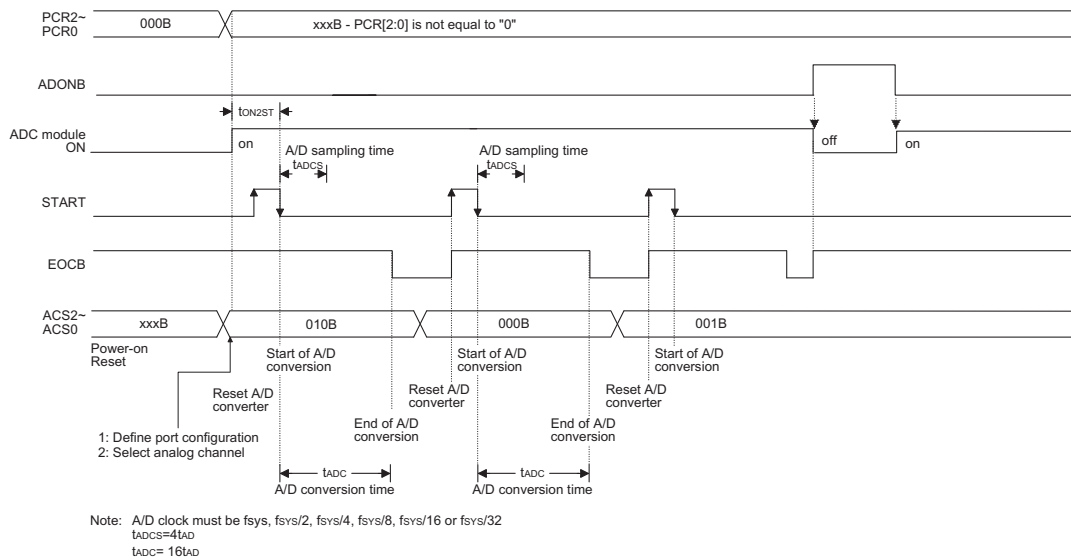 PCR2~
PCR0
000B
xxxB - PCR[2:0] is not equal to "0"
ADONB
tON2ST
ADC module
ON
on
off
on
A/D sampling time
tADCS
A/D sampling time
tADCS
START
EOCB
ACS2~
ACS0
xxxB
010B
000B
001B
Power-on
Reset
Start of A/D
conversion
Start of A/D
conversion
Start of A/D
conversion
Reset A/D
converter
Reset A/D
converter
Reset A/D
converter
End of A/D
conversion
End of A/D
conversion
1: Define port configuration
2: Select analog channel
tADC
A/D conversion time
tADC
A/D conversion time
Note: A/D clock must be fsys, fSYS/2, fSYS/4, fSYS/8, fSYS/16 or fSYS/32
tADCS=4tAD
tADC= 16tAD